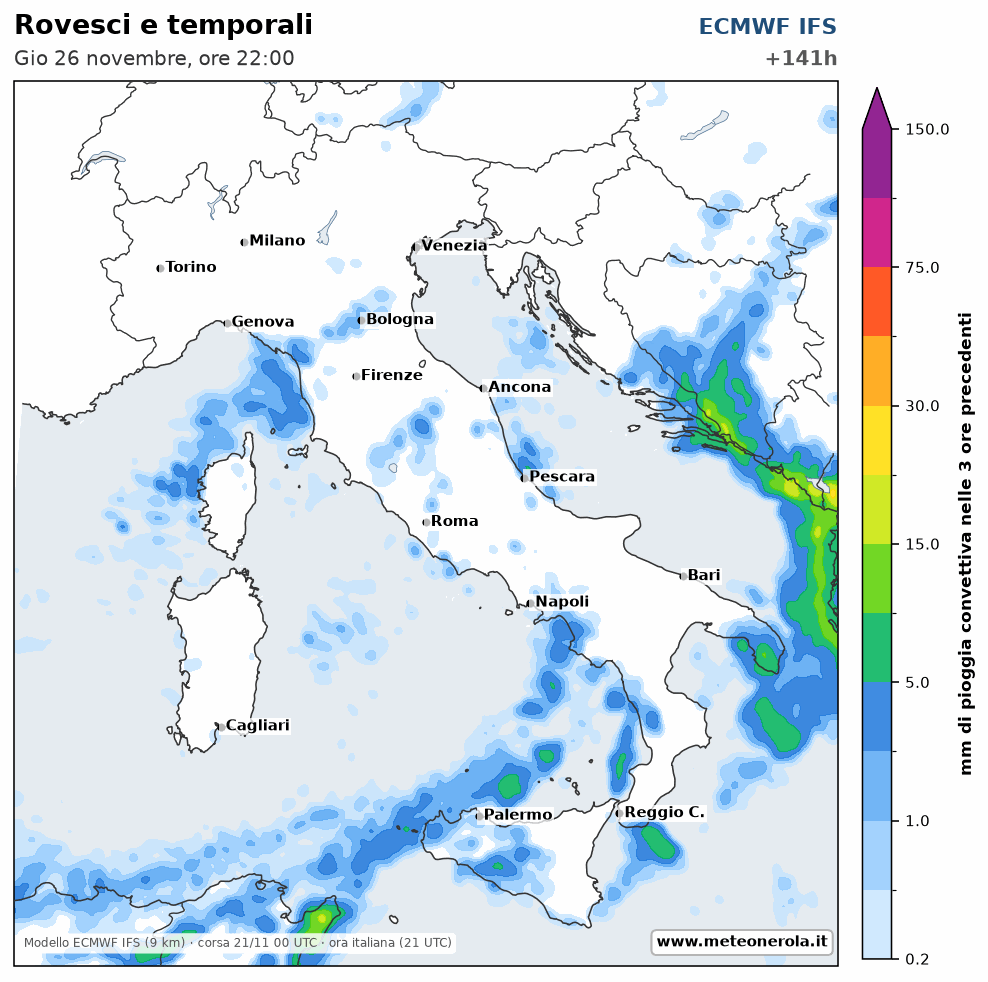 Rovesci e temporali
ECMWF IFS
Gio 26 novembre, ore 22:00
+141h
Milano
Venezia
Torino
Genova
Bologna
Firenze
Ancona
Pescara
Roma
Bari
Napoli
Cagliari
Palermo
Reggio C.
150.0
75.0
30.0
15.0
5.0
1.0
0.2
mm di pioggia convettiva nelle 3 ore precedenti
Modello ECMWF IFS (9 km) · corsa 21/11 00 UTC · ora italiana (21 UTC)
www.meteonerola.it